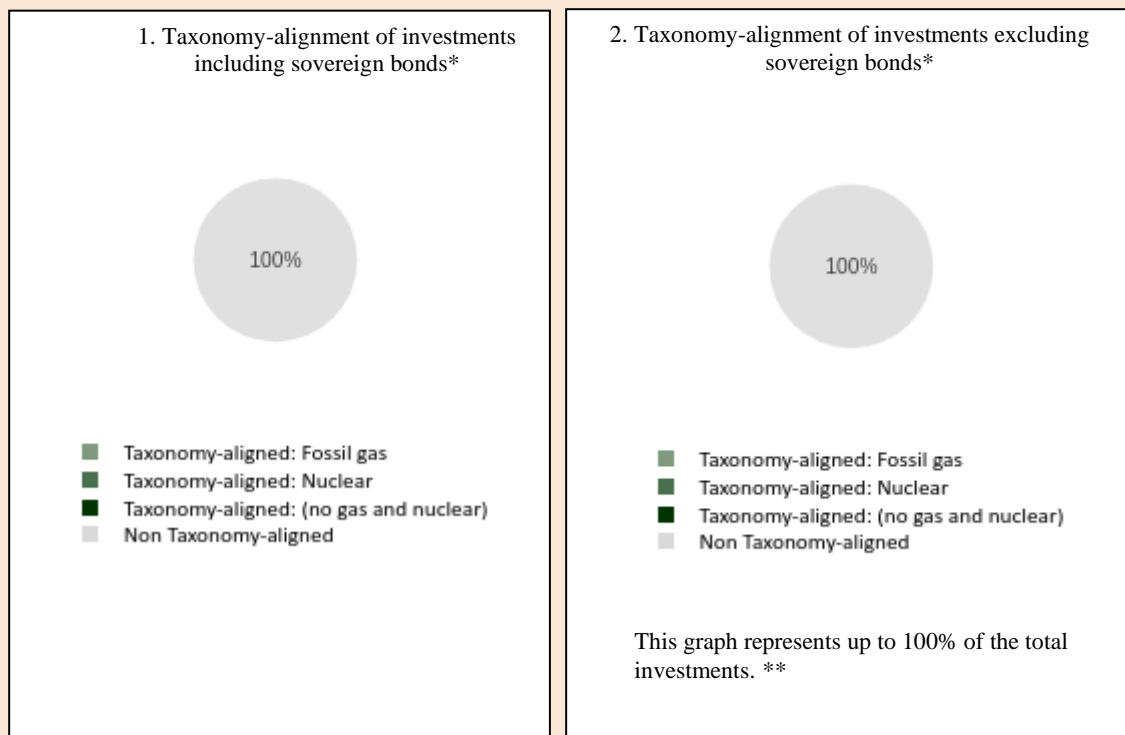 1. Taxonomy-alignment of investments
including sovereign bonds*
100%
Taxonomy-aligned: Fossil gas
Taxonomy-aligned: Nuclear
Taxonomy-aligned: (no gas and nuclear)
Non Taxonomy-aligned
2. Taxonomy-alignment of investments excluding
sovereign bonds*
100%
Taxonomy-aligned: Fossil gas
Taxonomy-aligned: Nuclear
Taxonomy-aligned: (no gas and nuclear)
Non Taxonomy-aligned
This graph represents up to 100% of the total
investments. **